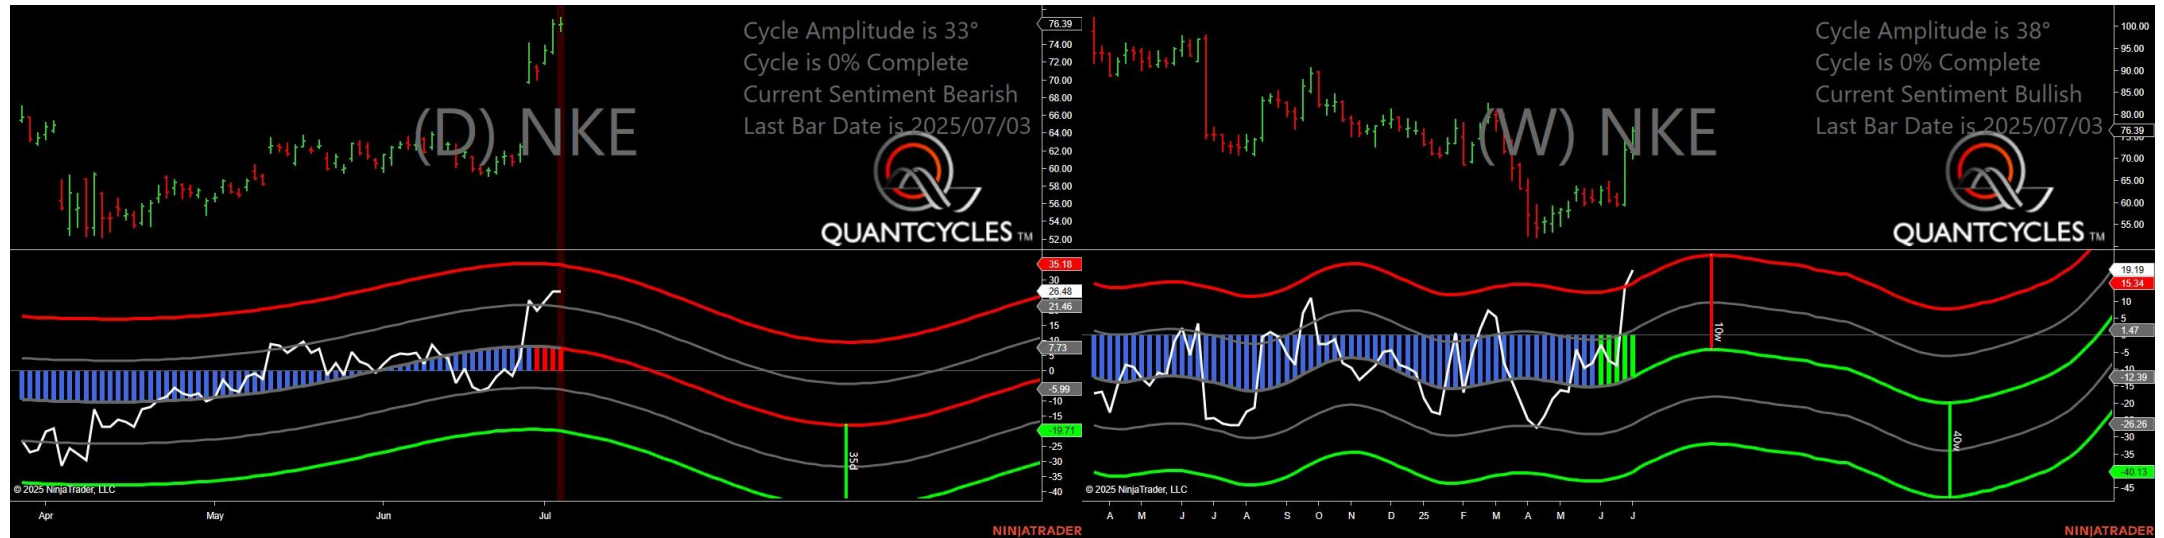 Cycle Amplitude is 33°
Cycle is 0% Complete
Current Sentiment Bearish
Last Bar Date is 2025/07/03
(D) NKE
QUANTCYCLES TM
76.39
74.00
72.00
70.00
68.00
66.00
64.00
62.00
60.00
58.00
56.00
54.00
52.00
35.18
30
26.48
21.46
15
10
7.73
5
0
-5.99
-10
-15
-19.71
-25
-30
-35
-40
35d
© 2025 NinjaTrader, LLC
Apr May Jun Jul
NINJATRADER
Cycle Amplitude is 38°
Cycle is 0% Complete
Current Sentiment Bullish
Last Bar Date is 2025/07/03
(W) NKE
QUANTCYCLES TM
100.00
95.00
90.00
85.00
80.00
76.39
75.00
70.00
65.00
60.00
55.00
19.19
15.34
10
5
1.47
-5
-12.39
-15
-20
-26.26
-30
-35
-40.13
-45
10w
40w
© 2025 NinjaTrader, LLC
A M J J A S O N D 25 F M A M J J
NINJATRADER